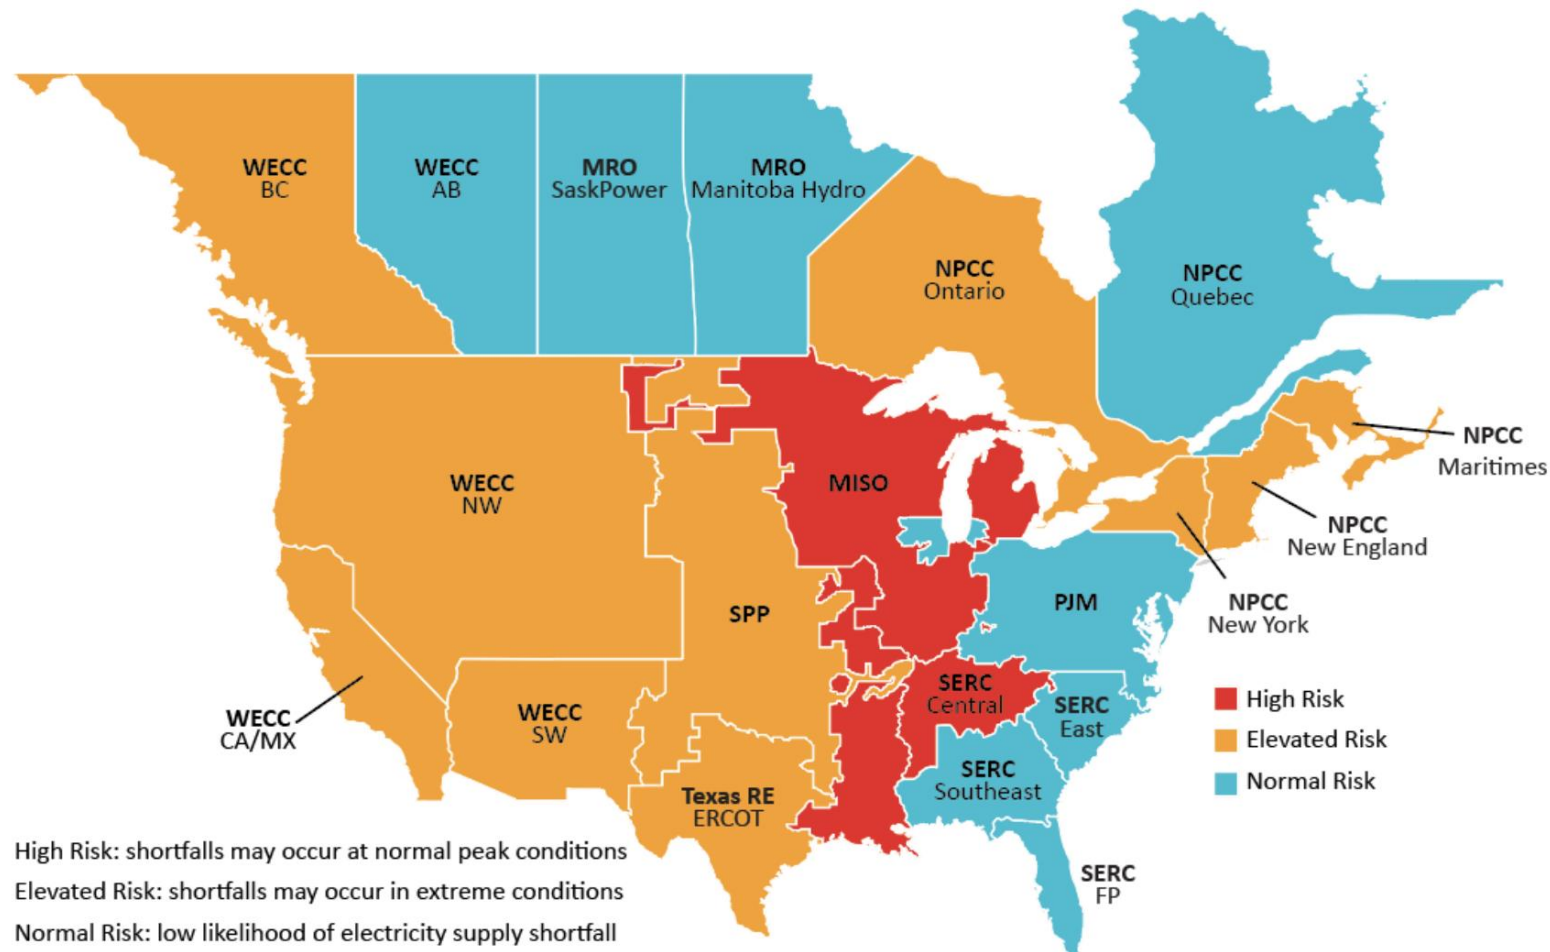 WECC
BC
WECC
AB
MRO
SaskPower
MRO
Manitoba Hydro
NPCC
Ontario
NPCC
Quebec
NPCC
Maritimes
WECC
NW
MISO
NPCC
New England
SPP
PJM
NPCC
New York
WECC
CA/MX
WECC
SW
SERC
Central
SERC
East
High Risk
Elevated Risk
Normal Risk
Texas RE
ERCOT
SERC
Southeast
SERC
FP
High Risk: shortfalls may occur at normal peak conditions
Elevated Risk: shortfalls may occur in extreme conditions
Normal Risk: low likelihood of electricity supply shortfall